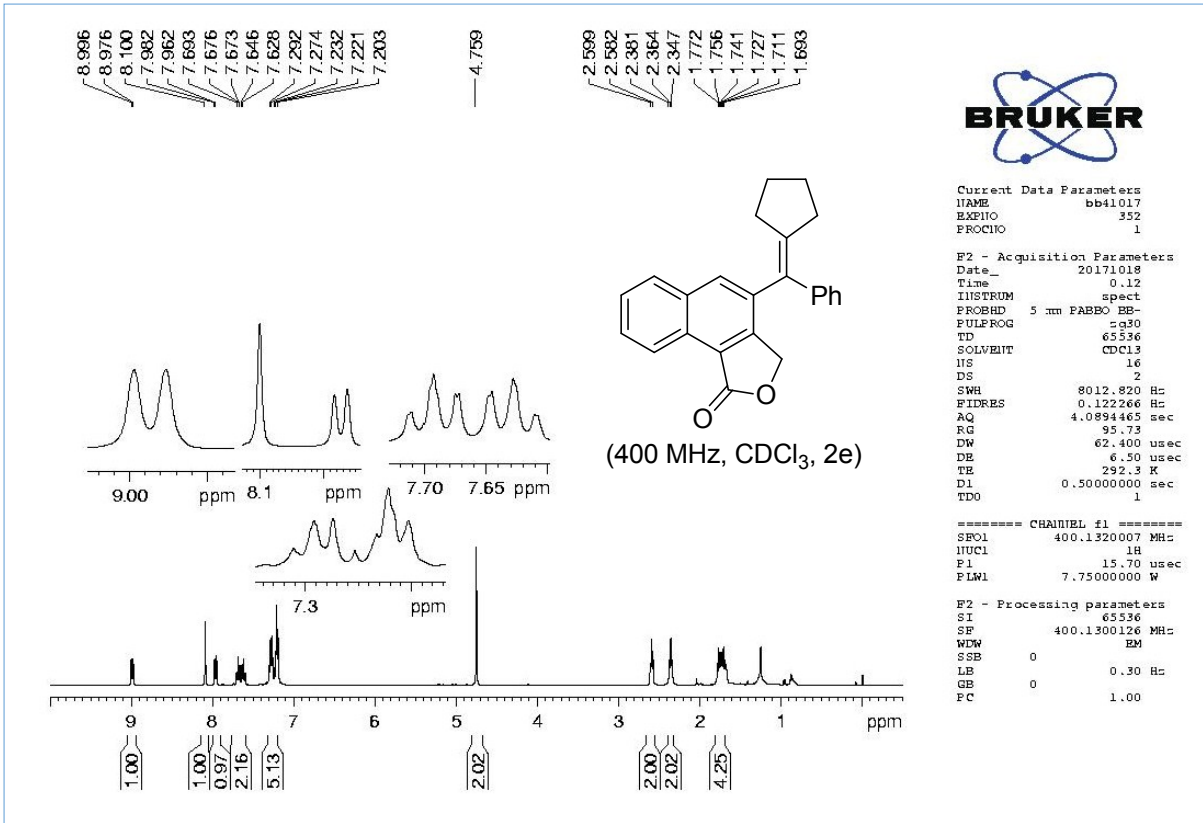 8.996
8.976
8.100
7.982
7.962
7.693
7.676
7.673
7.646
7.628
7.292
7.274
7.232
7.221
7.203
4.759
2.599
2.582
2.381
2.364
2.347
1.772
1.756
1.741
1.727
1.711
1.693
BRUKER
Current Data Parameters
NAME bb41017
EXPNO 352
PROCNO 1
F2 - Acquisition Parameters
Date_ 20171018
Time 0.12
INSTRUM spect
PROBHD 5 mm PABBO BB-
PULPROG zg30
TD 65536
SOLVENT CDCl3
NS 16
DS 2
SWH 8012.820 Hz
FIDRES 0.122266 Hz
AQ 4.0894465 sec
RG 95.73
DW 62.400 usec
DE 6.50 usec
TE 292.3 K
D1 0.50000000 sec
TD0 1
======== CHANNEL f1 ========
SFO1 400.1320007 MHz
NUC1 1H
P1 15.70 usec
PLW1 7.75000000 W
F2 - Processing parameters
SI 65536
SF 400.1300126 MHz
WDW EM
SSB 0
LB 0.30 Hz
GB 0
PC 1.00
Ph
O
O
(400 MHz, CDCl₃, 2e)
9.00 ppm
8.1 ppm
7.70 7.65 ppm
7.3 ppm
9 8 7 6 5 4 3 2 1 ppm
1.00
1.00
0.97
2.16
5.13
2.02
2.00
2.02
4.25